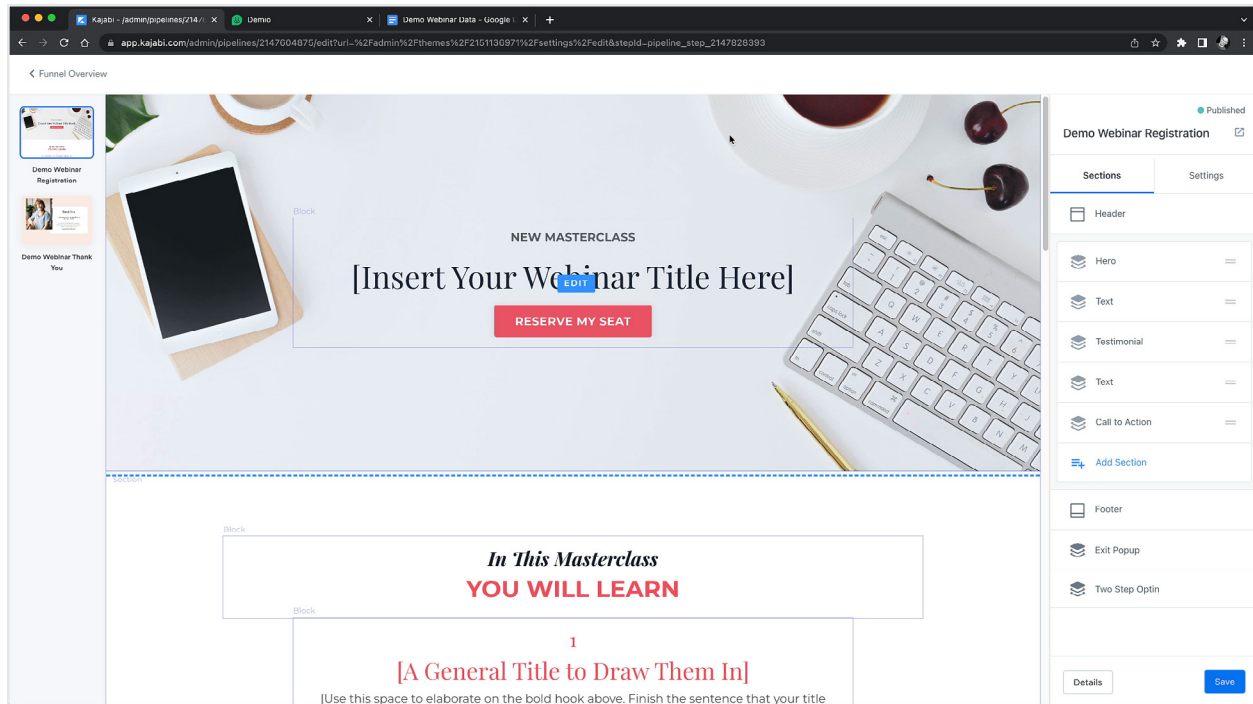 Kajabi - /admin/pipelines/2147
Demio
Demo Webinar Data - Google
app.kajabi.com/admin/pipelines/2147604875/edit?url=%2Fadmin%2Fthemes%2F2151130971%2Fsettings%2Fedit&stepId=pipeline_step_2147828393
Funnel Overview
Demo Webinar
Registration
Demo Webinar Thank
You
Block
NEW MASTERCLASS
[Insert Your Webinar Title Here]
EDIT
RESERVE MY SEAT
Section
Block
In This Masterclass
YOU WILL LEARN
Block
1
[A General Title to Draw Them In]
[Use this space to elaborate on the bold hook above. Finish the sentence that your title
Published
Demo Webinar Registration
Sections
Settings
Header
Hero
Text
Testimonial
Text
Call to Action
Add Section
Footer
Exit Popup
Two Step Optin
Details
Save